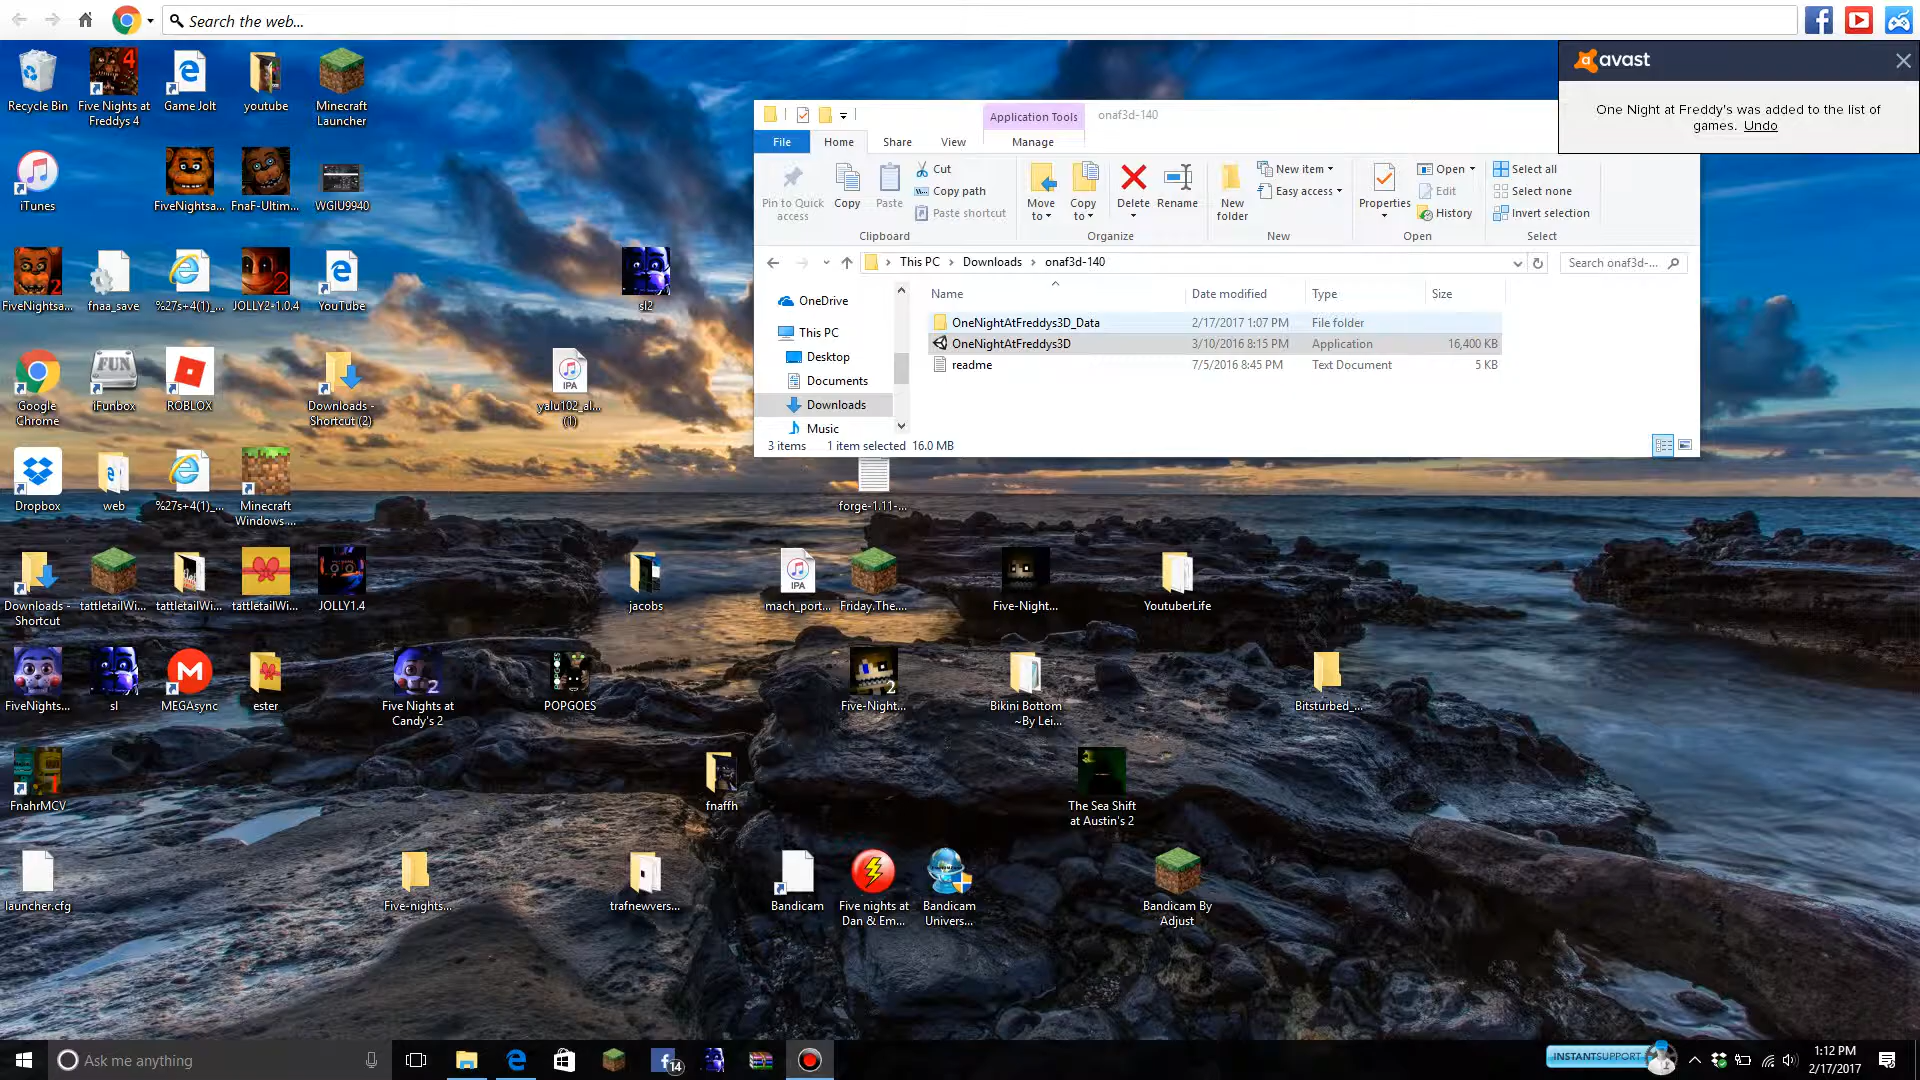 Search the web...
avast
One Night at Freddy's was added to the list of
games. Undo
Application Tools
onaf3d-140
File
Home
Share
View
Manage
Pin to Quick
access
Copy
Paste
Cut
Copy path
Paste shortcut
Clipboard
Move
to
Copy
to
Delete
Rename
Organize
New
folder
New item
Easy access
New
Properties
Open
Edit
History
Open
Select all
Select none
Invert selection
Select
This PC
Downloads
onaf3d-140
Search onaf3d-...
OneDrive
This PC
Desktop
Documents
Downloads
Music
Name
Date modified
Type
Size
OneNightAtFreddys3D_Data 2/17/2017 1:07 PM File folder
OneNightAtFreddys3D 3/10/2016 8:15 PM Application 16,400 KB
readme 7/5/2016 8:45 PM Text Document 5 KB
3 items 1 item selected 16.0 MB
Recycle Bin
Five Nights at
Freddys 4
Game Jolt
youtube
Minecraft
Launcher
iTunes
FiveNightsa...
FnaF-Ultim...
WGIU9940
FiveNightsa...
fnaa_save
%27s+4(1)_...
JOLLY2-1.0.4
YouTube
sl2
Google
Chrome
iFunbox
ROBLOX
Downloads -
Shortcut (2)
IPA
yalu102_al...
(1)
Dropbox
web
%27s+4(1)_...
Minecraft
Windows ...
forge-1.11-...
Downloads -
Shortcut
tattletailWi...
tattletailWi...
tattletailWi...
JOLLY1.4
jacobs
IPA
mach_port...
Friday.The....
Five-Night...
YoutuberLife
FiveNights...
sl
MEGAsync
ester
Five Nights at
Candy's 2
POPGOES
Five-Night...
Bikini Bottom
~By Lei...
Bitsturbed_...
FnahrMCV
fnaffh
The Sea Shift
at Austin's 2
launcher.cfg
Five-nights...
trafnewvers...
Bandicam
Five nights at
Dan & Em...
Bandicam
Univers...
Bandicam By
Adjust
Ask me anything
14
INSTANTSUPPORT
1:12 PM
2/17/2017